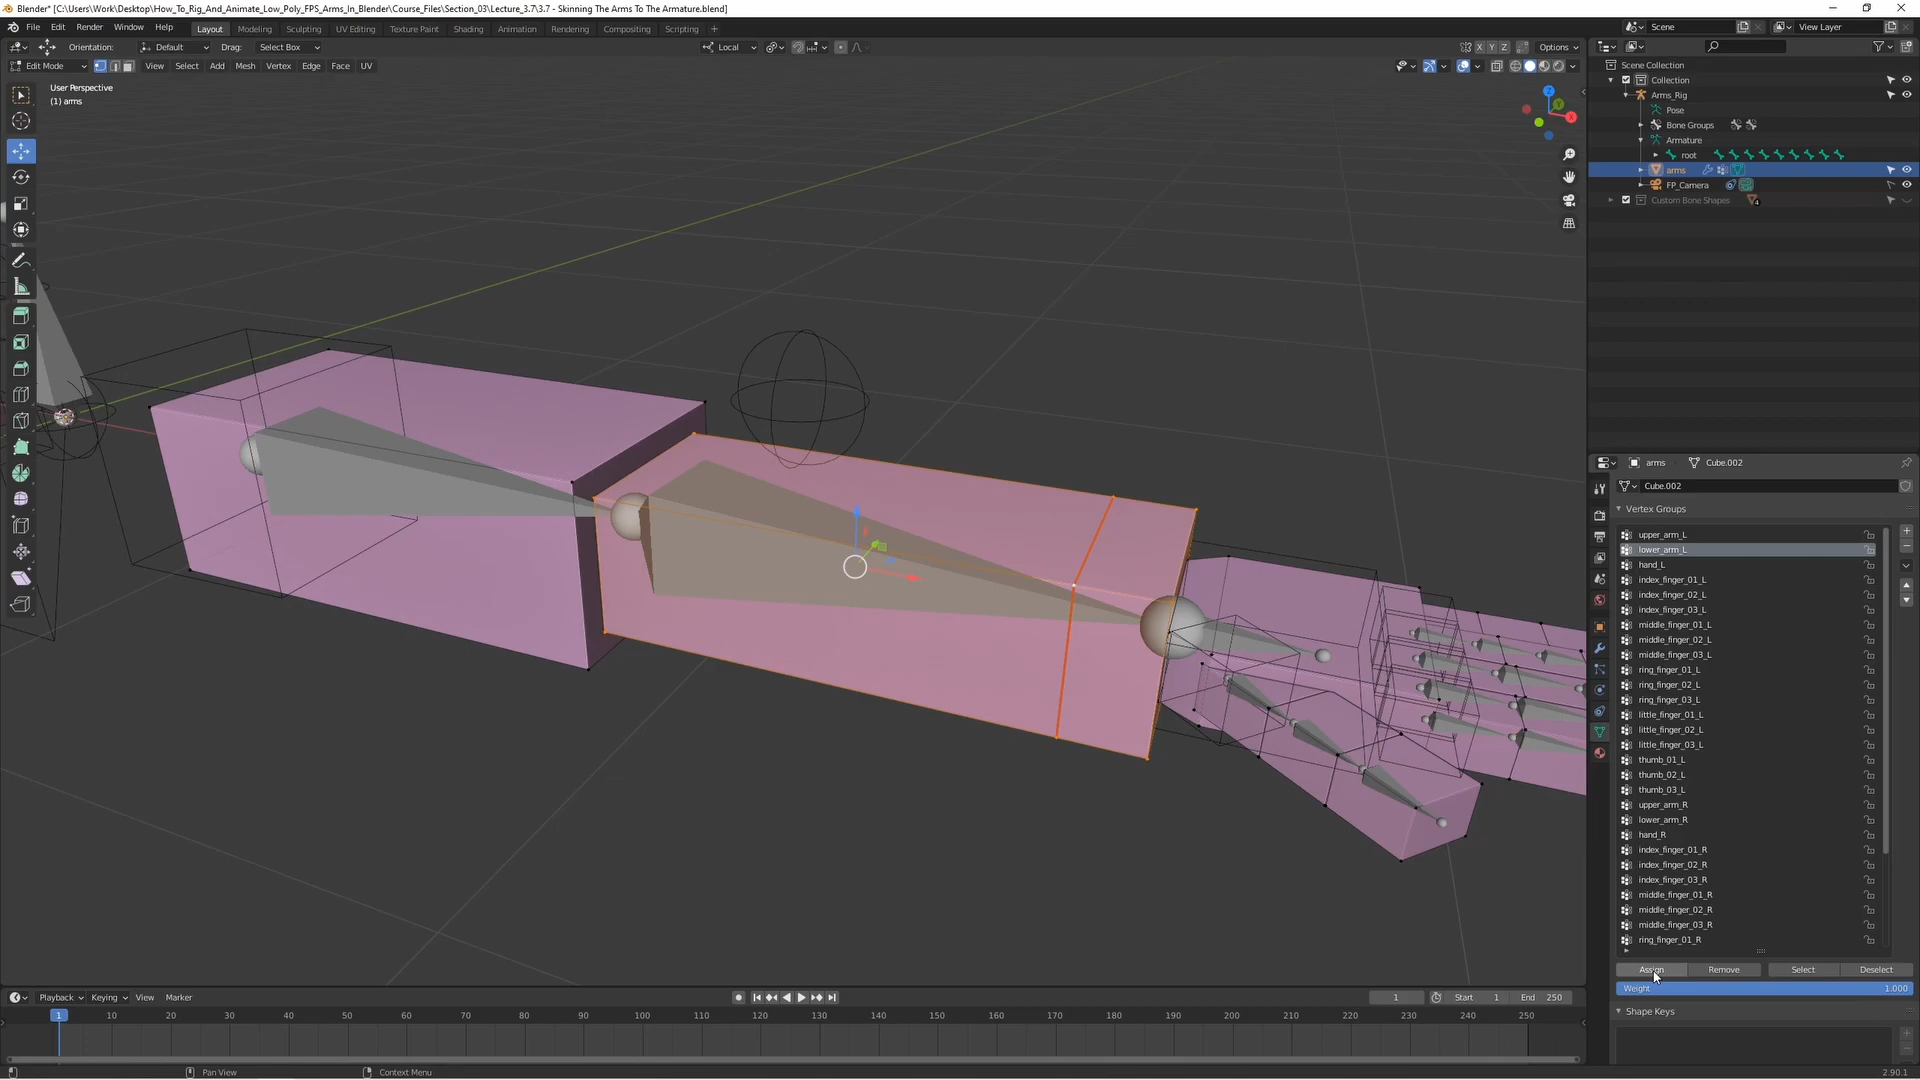 Blender* [C:\Users\Work\Desktop\How_To_Rig_And_Animate_Low_Poly_FPS_Arms_In_Blender\Course_Files\Section_03\Lecture_3.7\3.7 - Skinning The Arms To The Armature.blend]
File Edit Render Window Help Layout Modeling Sculpting UV Editing Texture Paint Shading Animation Rendering Compositing Scripting + Scene View Layer
Orientation: Default Drag: Select Box Local X Y Z Options
Edit Mode View Select Add Mesh Vertex Edge Face UV
User Perspective
(1) arms
Z
Y
X
Scene Collection
Collection
Arms_Rig
Pose
Bone Groups
Armature
root
arms
FP_Camera
Custom Bone Shapes 4
arms Cube.002
Cube.002
Vertex Groups
upper_arm_L
lower_arm_L
hand_L
index_finger_01_L
index_finger_02_L
index_finger_03_L
middle_finger_01_L
middle_finger_02_L
middle_finger_03_L
ring_finger_01_L
ring_finger_02_L
ring_finger_03_L
little_finger_01_L
little_finger_02_L
little_finger_03_L
thumb_01_L
thumb_02_L
thumb_03_L
upper_arm_R
lower_arm_R
hand_R
index_finger_01_R
index_finger_02_R
index_finger_03_R
middle_finger_01_R
middle_finger_02_R
middle_finger_03_R
ring_finger_01_R
Assign Remove Select Deselect
Weight 1.000
Shape Keys
Playback Keying View Marker 1 Start 1 End 250
1 10 20 30 40 50 60 70 80 90 100 110 120 130 140 150 160 170 180 190 200 210 220 230 240 250
Pan View Context Menu 2.90.1